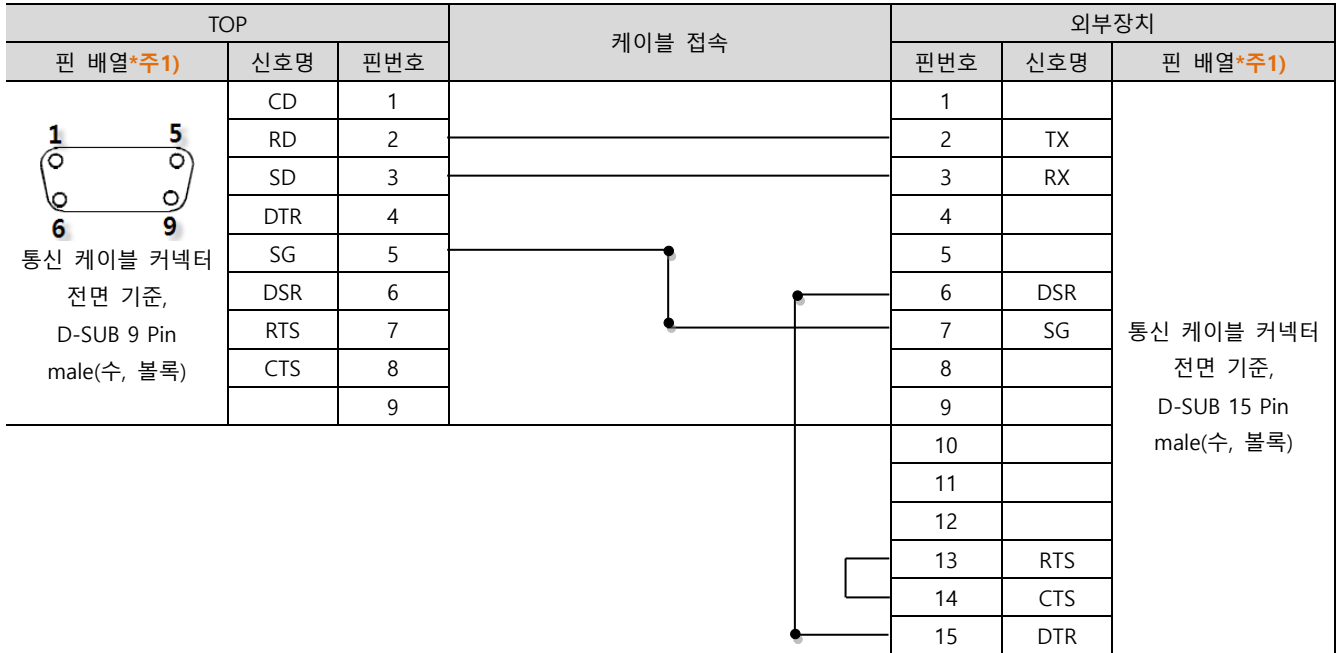 TOP 케이블 접속 외부장치
핀 배열*주1) 신호명 핀번호 핀번호 신호명 핀 배열*주1)
CD 1 1
RD 2 2 TX
SD 3 3 RX
DTR 4 4
SG 5 5
DSR 6 6 DSR
RTS 7 7 SG
CTS 8 8
9 9
10
11
12
13 RTS
14 CTS
15 DTR
1 5
6 9
통신 케이블 커넥터
전면 기준,
D-SUB 9 Pin
male(수, 볼록)
통신 케이블 커넥터
전면 기준,
D-SUB 15 Pin
male(수, 볼록)